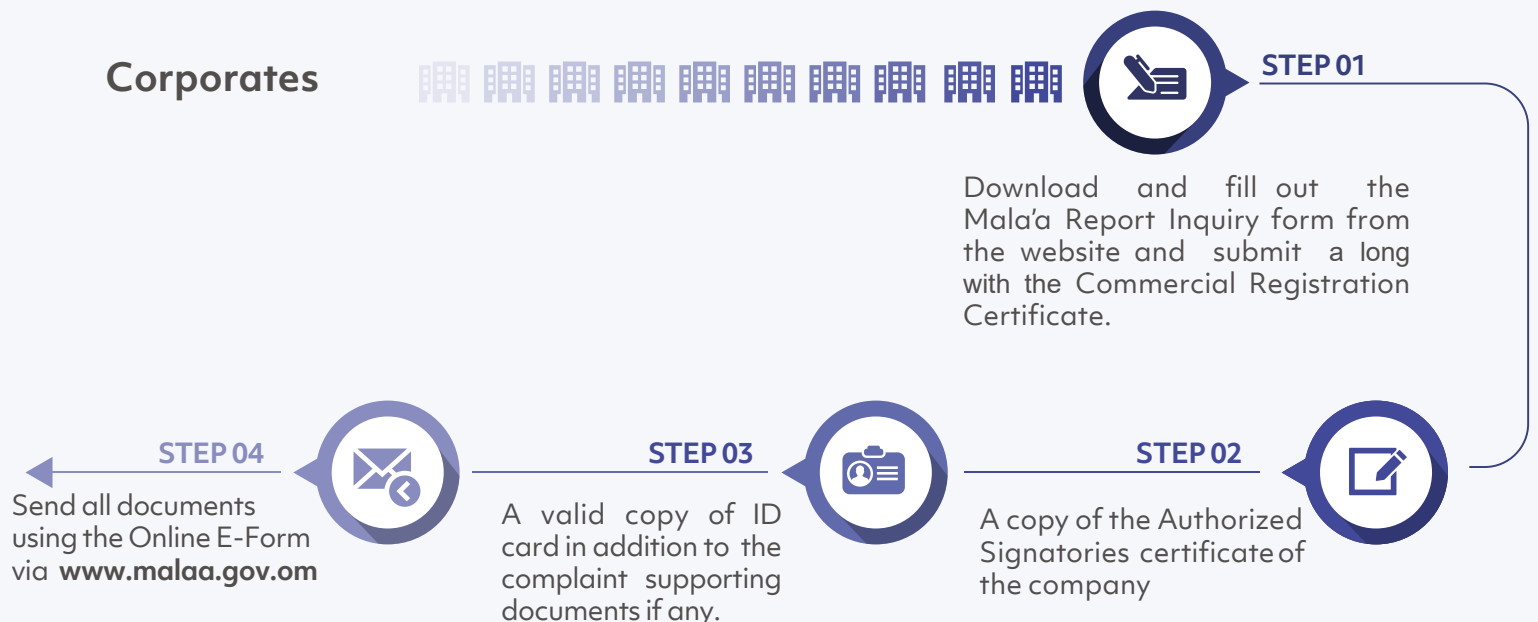 Corporates
STEP 01
Download and fill out the
Mala'a Report Inquiry form from
the website and submit a long
with the Commercial Registration
Certificate.
STEP 02
A copy of the Authorized
Signatories certificate of
the company
STEP 03
A valid copy of ID
card in addition to the
complaint supporting
documents if any.
STEP 04
Send all documents
using the Online E-Form
via www.malaa.gov.om